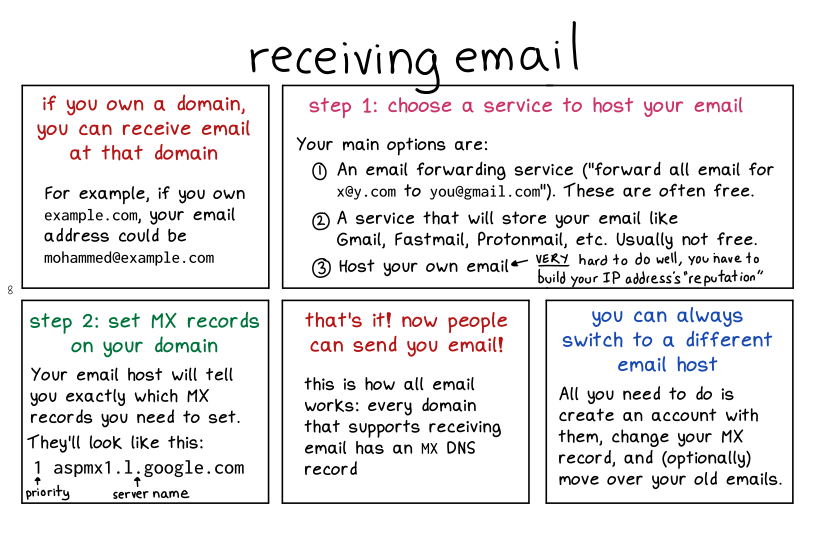 receiving email
if you own a domain,
you can receive email
at that domain
For example, if you own
example.com, your email
address could be
mohammed@example.com
step 1: choose a service to host your email
Your main options are:
① An email forwarding service ("forward all email for
x@y.com to you@gmail.com"). These are often free.
② A service that will store your email like
Gmail, Fastmail, Protonmail, etc. Usually not free.
③ Host your own email ← VERY hard to do well, you have to
build your IP address's "reputation"
8
step 2: set MX records
on your domain
Your email host will tell
you exactly which MX
records you need to set.
They'll look like this:
1 aspmx1.l.google.com
↑ ↑
priority server name
that's it! now people
can send you email!
this is how all email
works: every domain
that supports receiving
email has an MX DNS
record
you can always
switch to a different
email host
All you need to do is
create an account with
them, change your MX
record, and (optionally)
move over your old emails.